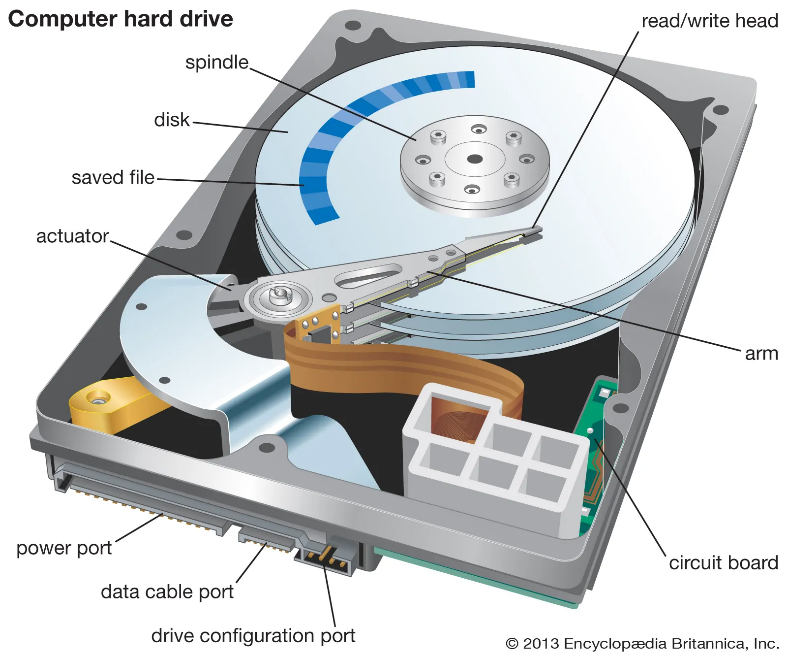 Computer hard drive
read/write head
spindle
disk
saved file
actuator
arm
power port
data cable port
drive configuration port
circuit board
© 2013 Encyclopædia Britannica, Inc.